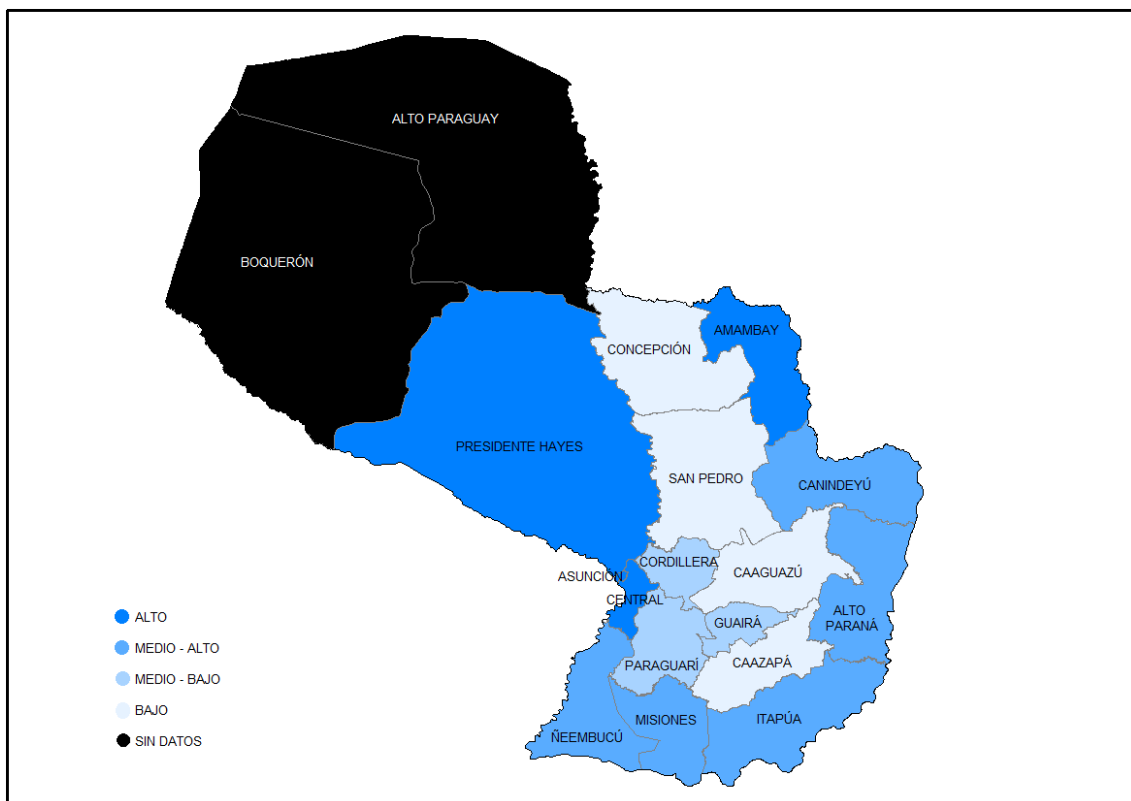 ALTO PARAGUAY
BOQUERÓN
AMAMBAY
CONCEPCIÓN
PRESIDENTE HAYES
SAN PEDRO
CANINDEYÚ
CORDILLERA
CAAGUAZÚ
ASUNCIÓN
CENTRAL
ALTO
PARANÁ
GUAIRÁ
PARAGUARÍ
CAAZAPÁ
MISIONES
ITAPÚA
ÑEEMBUCÚ
ALTO
MEDIO - ALTO
MEDIO - BAJO
BAJO
SIN DATOS